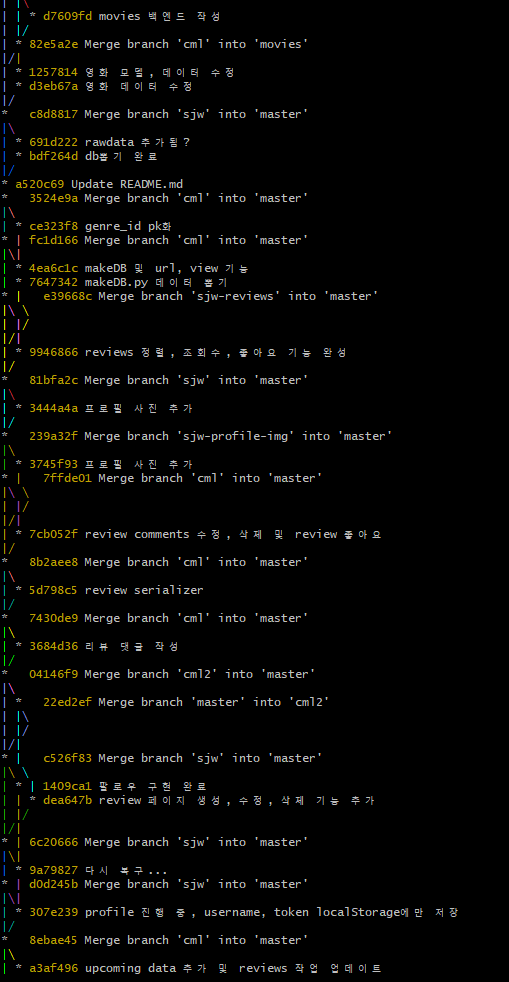 * d7609fd movies 백엔드 작성
* 82e5a2e Merge branch 'cml' into 'movies'
* 1257814 영화 모델, 데이터 수정
* d3eb67a 영화 데이터 수정
* c8d8817 Merge branch 'sjw' into 'master'
* 691d222 rawdata 추가됨?
* bdf264d db뽑기 완료
* a520c69 Update README.md
* 3524e9a Merge branch 'cml' into 'master'
* ce323f8 genre_id pk화
* fc1d166 Merge branch 'cml' into 'master'
* 4ea6c1c makeDB 및 url, view 기능
* 7647342 makeDB.py 데이터 뽑기
* e39668c Merge branch 'sjw-reviews' into 'master'
* 9946866 reviews 정렬, 조회수, 좋아요 기능 완성
* 81bfa2c Merge branch 'sjw' into 'master'
* 3444a4a 프로필 사진 추가
* 239a32f Merge branch 'sjw-profile-img' into 'master'
* 3745f93 프로필 사진 추가
* 7ffde01 Merge branch 'cml' into 'master'
* 7cb052f review comments 수정, 삭제 및 review 좋아요
* 8b2aee8 Merge branch 'cml' into 'master'
* 5d798c5 review serializer
* 7430de9 Merge branch 'cml' into 'master'
* 3684d36 리뷰 댓글 작성
* 04146f9 Merge branch 'cml2' into 'master'
* 22ed2ef Merge branch 'master' into 'cml2'
* c526f83 Merge branch 'sjw' into 'master'
* 1409ca1 팔로우 구현 완료
* dea647b review 페이지 생성, 수정, 삭제 기능 추가
* 6c20666 Merge branch 'sjw' into 'master'
* 9a79827 다시 복구...
* d0d245b Merge branch 'sjw' into 'master'
* 307e239 profile 진행 중, username, token localStorage에만 저장
* 8ebae45 Merge branch 'cml' into 'master'
* a3af496 upcoming data 추가 및 reviews 작업 업데이트